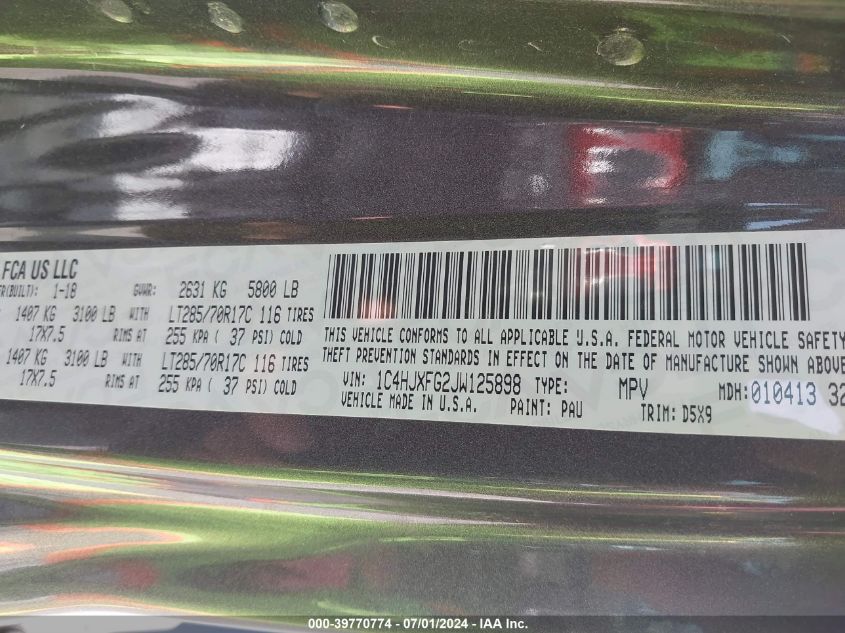 FCA US LLC
(BUILT): 1-18 GVWR: 2631 KG 5800 LB
1407 KG 3100 LB WITH LT285/70R17C 116 TIRES
17X7.5 RIMS AT 255 KPA ( 37 PSI) COLD
1407 KG 3100 LB WITH LT285/70R17C 116 TIRES
17X7.5 RIMS AT 255 KPA ( 37 PSI) COLD
THIS VEHICLE CONFORMS TO ALL APPLICABLE U.S.A. FEDERAL MOTOR VEHICLE SAFETY
THEFT PREVENTION STANDARDS IN EFFECT ON THE DATE OF MANUFACTURE SHOWN ABOVE
VIN: 1C4HJXFG2JW125898 TYPE: MPV MDH: 010413 32
VEHICLE MADE IN U.S.A. PAINT: PAU TRIM: D5X9
000-39770774 - 07/01/2024 - IAA Inc.